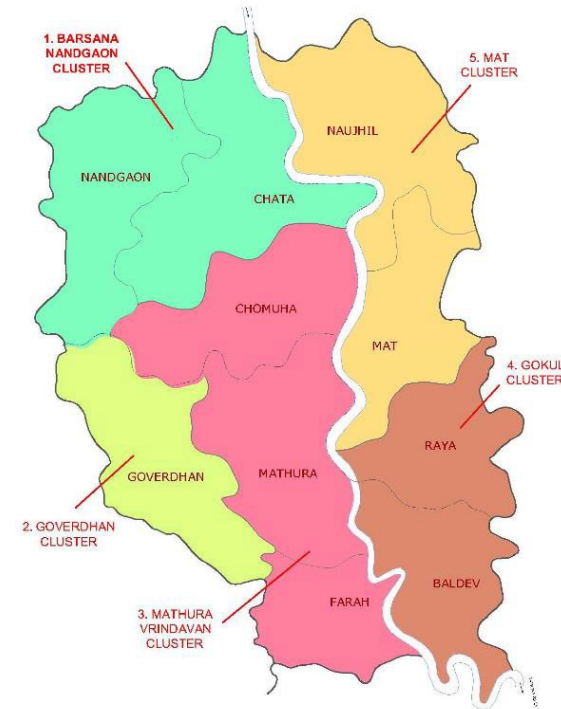 1. BARSANA
NANDGAON
CLUSTER
5. MAT
CLUSTER
NAUJHIL
NANDGAON
CHATA
CHOMUHA
MAT
4. GOKUL
CLUSTER
RAYA
GOVERDHAN
MATHURA
2. GOVERDHAN
CLUSTER
BALDEV
FARAH
3. MATHURA
VRINDAVAN
CLUSTER